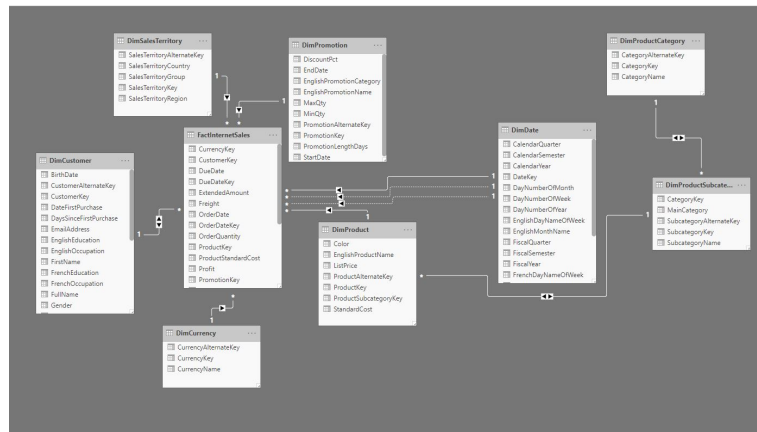 DimSalesTerritory ...
SalesTerritoryAlternateKey
SalesTerritoryCountry
SalesTerritoryGroup
SalesTerritoryKey
SalesTerritoryRegion
1
DimPromotion ...
DiscountPct
EndDate
EnglishPromotionCategory
EnglishPromotionName
MaxQty
MinQty
PromotionAlternateKey
PromotionKey
PromotionLengthDays
StartDate
1
DimProductCategory ...
CategoryAlternateKey
CategoryKey
CategoryName
1
FactInternetSales ...
CurrencyKey
CustomerKey
DueDate
DueDateKey
ExtendedAmount
Freight
OrderDate
OrderDateKey
OrderQuantity
ProductKey
ProductStandardCost
Profit
PromotionKey
DimDate ...
CalendarQuarter
CalendarSemester
CalendarYear
DateKey
DayNumberOfMonth
DayNumberOfWeek
DayNumberOfYear
EnglishDayNameOfWeek
EnglishMonthName
FiscalQuarter
FiscalSemester
FiscalYear
FrenchDayNameOfWeek
1
1
1
DimCustomer ...
BirthDate
CustomerAlternateKey
CustomerKey
DateFirstPurchase
DaysSinceFirstPurchase
EmailAddress
EnglishEducation
EnglishOccupation
FirstName
FrenchEducation
FrenchOccupation
FullName
Gender
1
DimProductSubcate... ...
CategoryKey
MainCategory
SubcategoryAlternateKey
SubcategoryKey
SubcategoryName
1
DimProduct ...
Color
EnglishProductName
ListPrice
ProductAlternateKey
ProductKey
ProductSubcategoryKey
StandardCost
1
DimCurrency ...
CurrencyAlternateKey
CurrencyKey
CurrencyName
1